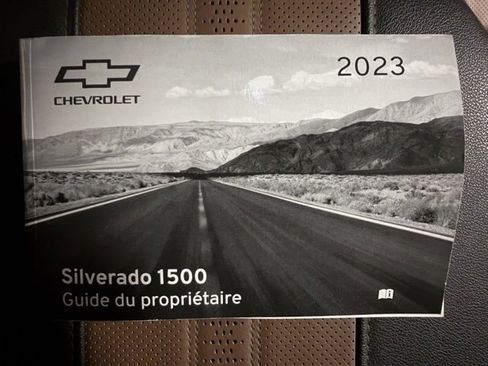 CHEVROLET
2023
Silverado 1500
Guide du propriétaire